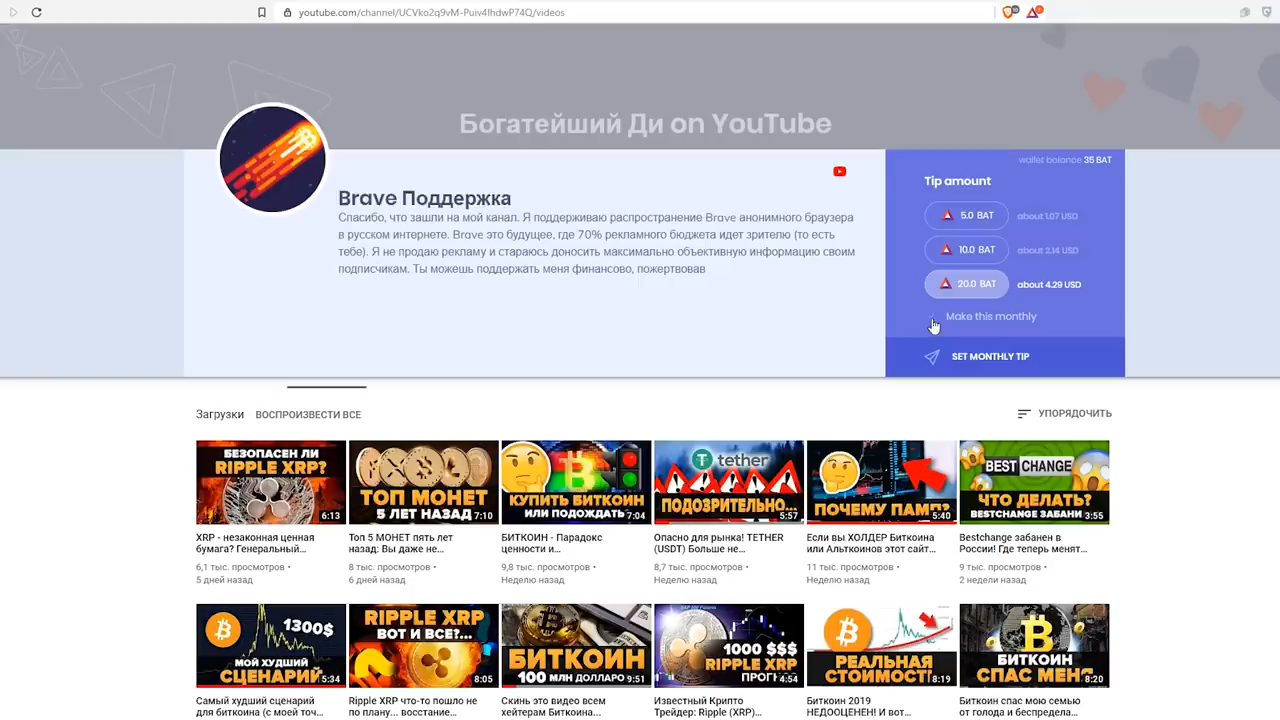 youtube.com/channel/UCVko2q9vM-Puiv4IhdwP74Q/videos
Богатейший Ди on YouTube
wallet balance 35 BAT
Tip amount
5.0 BAT about 1.07 USD
10.0 BAT about 2.14 USD
20.0 BAT about 4.29 USD
Make this monthly
SET MONTHLY TIP
Brave Поддержка
Спасибо, что зашли на мой канал. Я поддерживаю распространение Brave анонимного браузера
в русском интернете. Brave это будущее, где 70% рекламного бюджета идет зрителю (то есть
тебе). Я не продаю рекламу и стараюсь доносить максимально объективную информацию своим
подписчикам. Ты можешь поддержать меня финансово, пожертвовав
Загрузки ВОСПРОИЗВЕСТИ ВСЕ
УПОРЯДОЧИТЬ
БЕЗОПАСЕН ЛИ
RIPPLE XRP?
6:13
XRP - незаконная ценная
бумага? Генеральный...
6,1 тыс. просмотров •
5 дней назад
ТОП МОНЕТ
5 ЛЕТ НАЗАД
7:10
Топ 5 МОНЕТ пять лет
назад: Вы даже не...
8 тыс. просмотров •
6 дней назад
КУПИТЬ БИТКОИН
ИЛИ ПОДОЖДАТЬ
7:04
БИТКОИН - Парадокс
ценности и...
9,8 тыс. просмотров •
Неделю назад
tether
ПОДОЗРИТЕЛЬНО...
5:57
Опасно для рынка! TETHER
(USDT) Больше не...
8,7 тыс. просмотров •
Неделю назад
ПОЧЕМУ ПАМП?
5:40
Если вы ХОЛДЕР Биткоина
или Альткоинов этот сайт...
11 тыс. просмотров •
Неделю назад
BEST CHANGE
ЧТО ДЕЛАТЬ?
BESTCHANGE ЗАБАНИ
3:55
Bestchange забанен в
России! Где теперь менят...
9 тыс. просмотров •
2 недели назад
1300$
МОЙ ХУДШИЙ
СЦЕНАРИЙ
5:34
Самый худший сценарий
для биткоина (с моей точ...
RIPPLE XRP
ВОТ И ВСЕ?...
8:05
Ripple XRP что-то пошло не
по плану... восстание...
БИТКОИН
100 МЛН ДОЛЛАРО
9:51
Скинь это видео всем
хейтерам Биткоина...
1000 $$$
RIPPLE XRP
ПРОГН
4:54
Известный Крипто
Трейдер: Ripple (XRP)...
РЕАЛЬНАЯ
СТОИМОСТЬ
8:19
Биткоин 2019
НЕДООЦЕНЕН! И вот...
БИТКОИН
СПАС МЕН
8:20
Биткоин спас мою семью
от голода и беспредела...